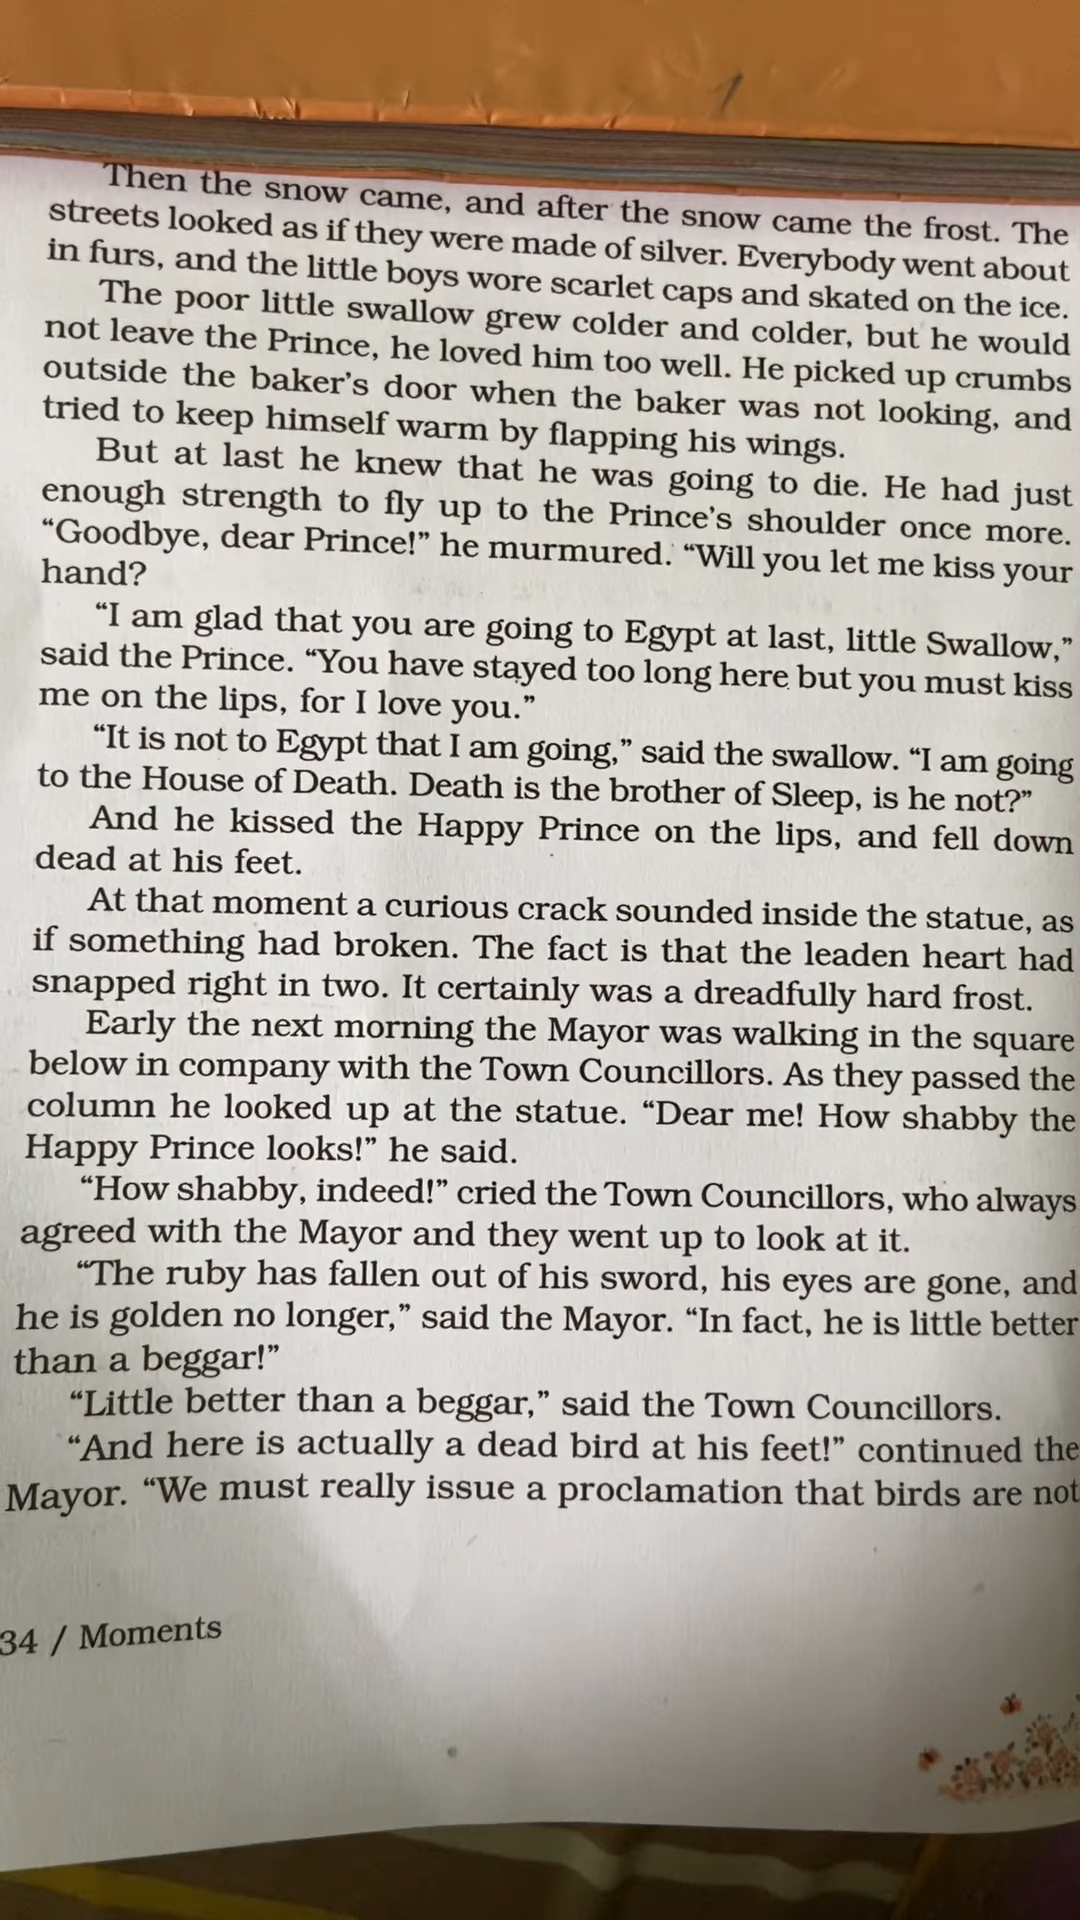 Then the snow came, and after the snow came the frost. The
streets looked as if they were made of silver. Everybody went about
in furs, and the little boys wore scarlet caps and skated on the ice.
The poor little swallow grew colder and colder, but he would
not leave the Prince, he loved him too well. He picked up crumbs
outside the baker's door when the baker was not looking, and
tried to keep himself warm by flapping his wings.
But at last he knew that he was going to die. He had just
enough strength to fly up to the Prince's shoulder once more.
“Goodbye, dear Prince!” he murmured. “Will you let me kiss your
hand?
“I am glad that you are going to Egypt at last, little Swallow,”
said the Prince. “You have stayed too long here but you must kiss
me on the lips, for I love you.”
“It is not to Egypt that I am going,” said the swallow. “I am going
to the House of Death. Death is the brother of Sleep, is he not?”
And he kissed the Happy Prince on the lips, and fell down
dead at his feet.
At that moment a curious crack sounded inside the statue, as
if something had broken. The fact is that the leaden heart had
snapped right in two. It certainly was a dreadfully hard frost.
Early the next morning the Mayor was walking in the square
below in company with the Town Councillors. As they passed the
column he looked up at the statue. “Dear me! How shabby the
Happy Prince looks!” he said.
“How shabby, indeed!” cried the Town Councillors, who always
agreed with the Mayor and they went up to look at it.
“The ruby has fallen out of his sword, his eyes are gone, and
he is golden no longer,” said the Mayor. “In fact, he is little better
than a beggar!”
“Little better than a beggar,” said the Town Councillors.
“And here is actually a dead bird at his feet!” continued the
Mayor. “We must really issue a proclamation that birds are not
34 / Moments